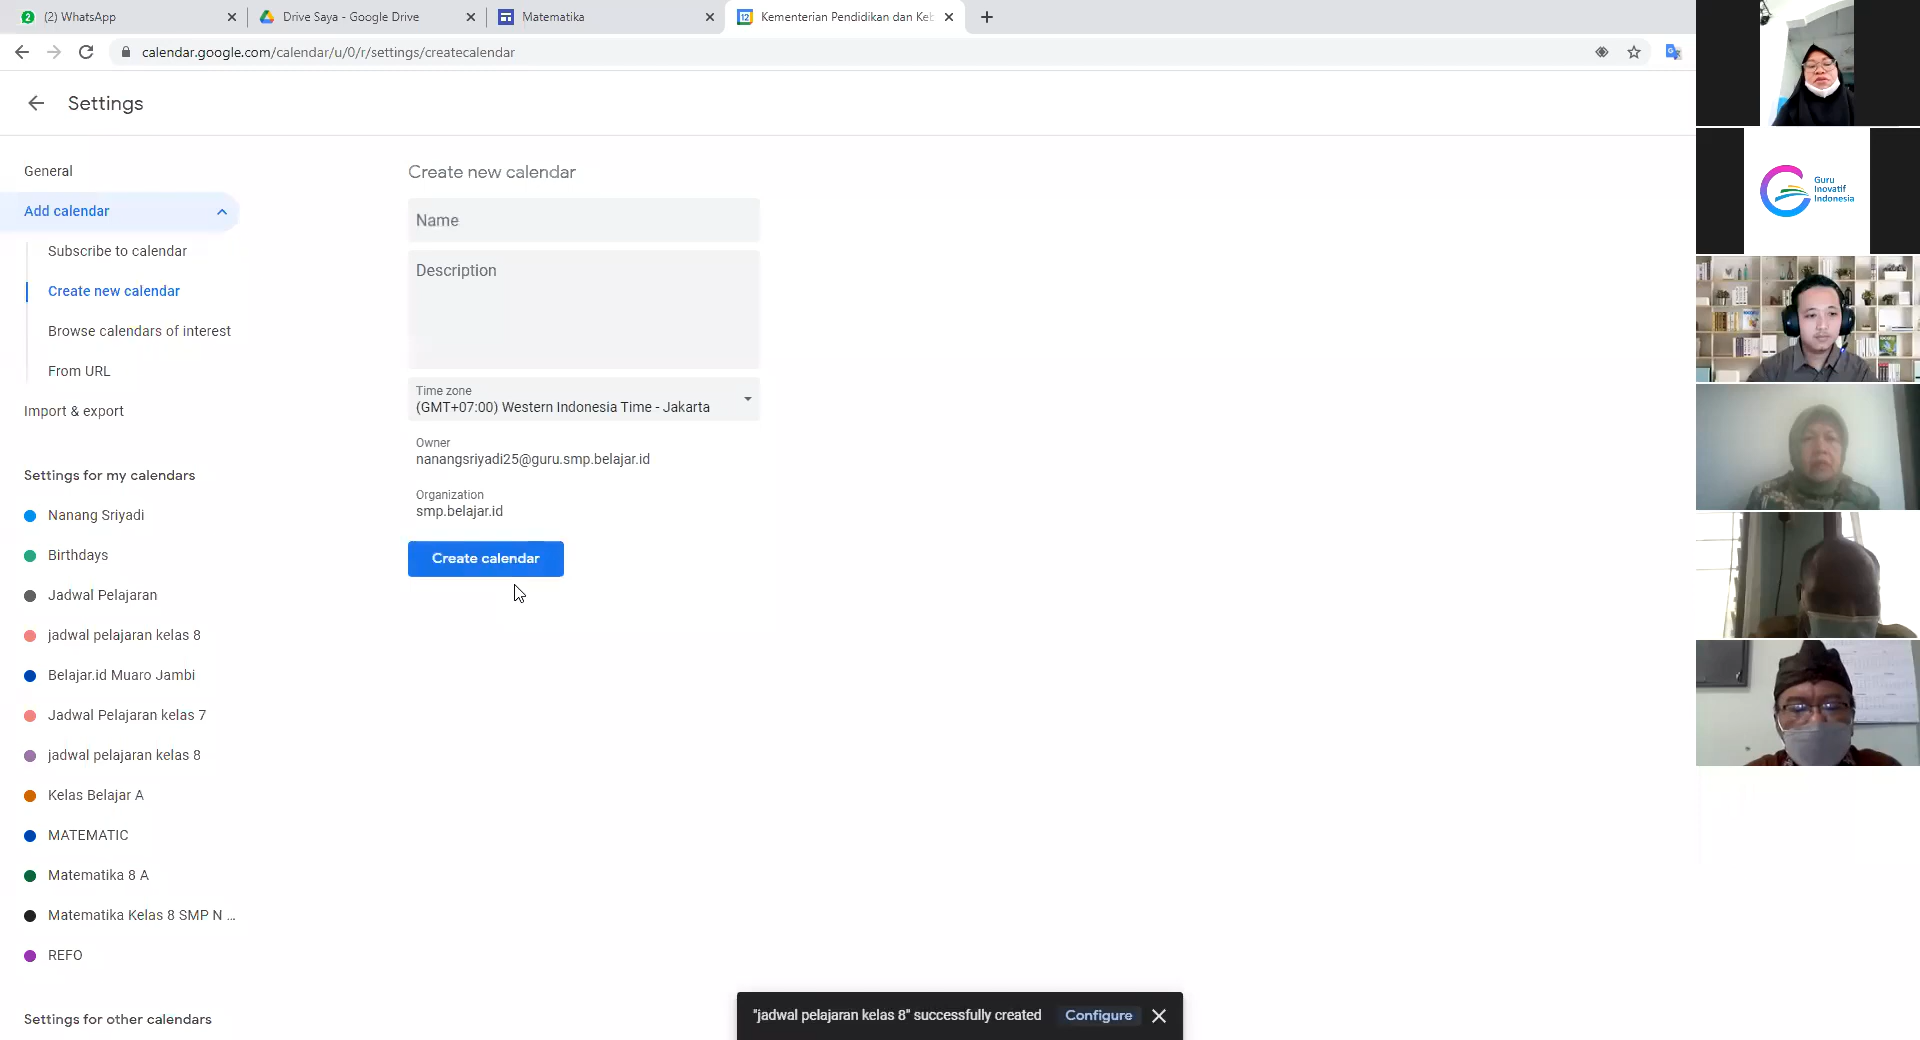 (2) WhatsApp
Drive Saya - Google Drive
Matematika
Kementerian Pendidikan dan Keb
calendar.google.com/calendar/u/0/r/settings/createcalendar
Settings
General
Add calendar
Subscribe to calendar
Create new calendar
Browse calendars of interest
From URL
Import & export
Settings for my calendars
Nanang Sriyadi
Birthdays
Jadwal Pelajaran
jadwal pelajaran kelas 8
Belajar.id Muaro Jambi
Jadwal Pelajaran kelas 7
jadwal pelajaran kelas 8
Kelas Belajar A
MATEMATIC
Matematika 8 A
Matematika Kelas 8 SMP N ...
REFO
Settings for other calendars
Create new calendar
Name
Description
Time zone
(GMT+07:00) Western Indonesia Time - Jakarta
Owner
nanangsriyadi25@guru.smp.belajar.id
Organization
smp.belajar.id
Create calendar
"jadwal pelajaran kelas 8" successfully created Configure
Guru
Inovatif
Indonesia